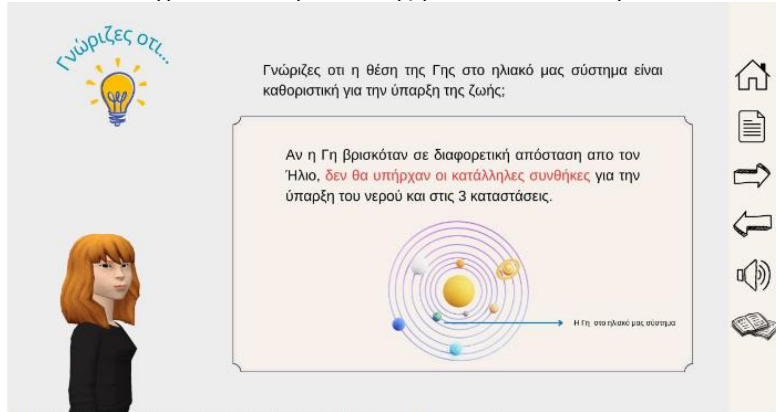 Γνώριζες οτι...
Γνώριζες οτι η θέση της Γης στο ηλιακό μας σύστημα είναι
καθοριστική για την ύπαρξη της ζωής;
Αν η Γη βρισκόταν σε διαφορετική απόσταση απο τον
Ήλιο, δεν θα υπήρχαν οι κατάλληλες συνθήκες για την
ύπαρξη του νερού και στις 3 καταστάσεις.
Η Γη στο ηλιακό μας σύστημα